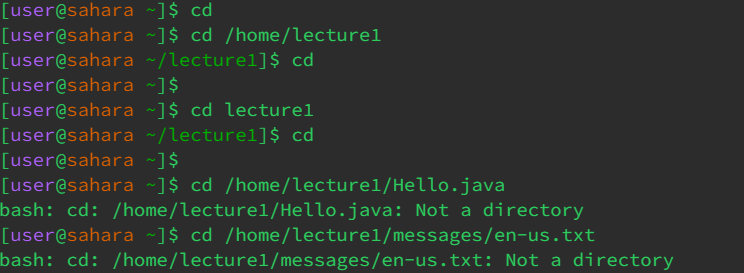 [user@sahara ~]$ cd
[user@sahara ~]$ cd /home/lecture1
[user@sahara ~/lecture1]$ cd
[user@sahara ~]$
[user@sahara ~]$ cd lecture1
[user@sahara ~/lecture1]$ cd
[user@sahara ~]$
[user@sahara ~]$ cd /home/lecture1/Hello.java
bash: cd: /home/lecture1/Hello.java: Not a directory
[user@sahara ~]$ cd /home/lecture1/messages/en-us.txt
bash: cd: /home/lecture1/messages/en-us.txt: Not a directory